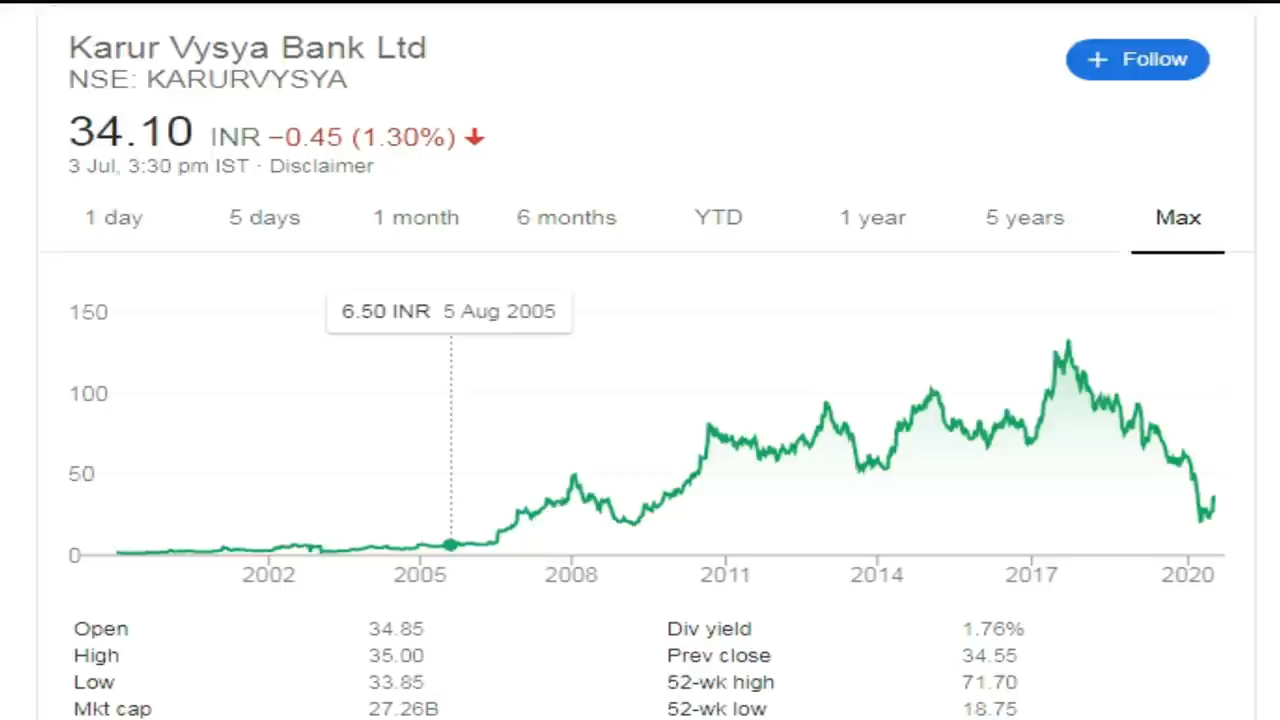 Karur Vysya Bank Ltd
NSE: KARURVYSYA
+ Follow
34.10 INR −0.45 (1.30%)
3 Jul, 3:30 pm IST · Disclaimer
1 day 5 days 1 month 6 months YTD 1 year 5 years Max
6.50 INR 5 Aug 2005
150
100
50
0
2002 2005 2008 2011 2014 2017 2020
Open 34.85 Div yield 1.76%
High 35.00 Prev close 34.55
Low 33.85 52-wk high 71.70
Mkt cap 27.26B 52-wk low 18.75